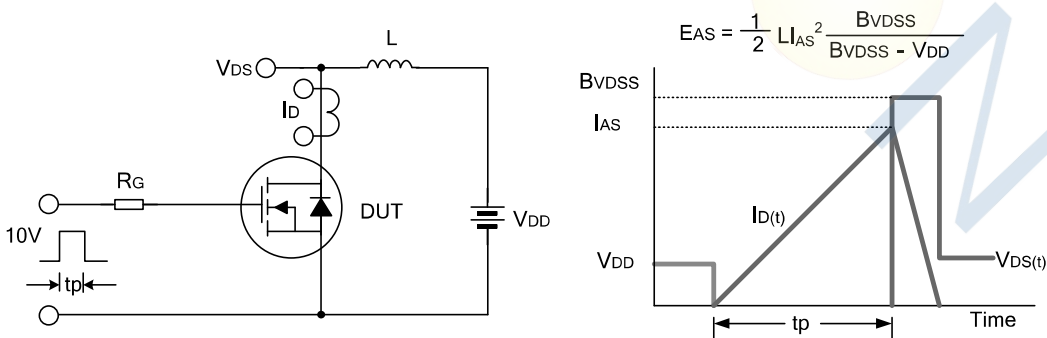 VDS
L
ID
RG
DUT
VDD
10V
tp
EAS = 1/2 LIAS² BVDSS / (BVDSS - VDD)
BVDSS
IAS
ID(t)
VDD
VDS(t)
tp
Time